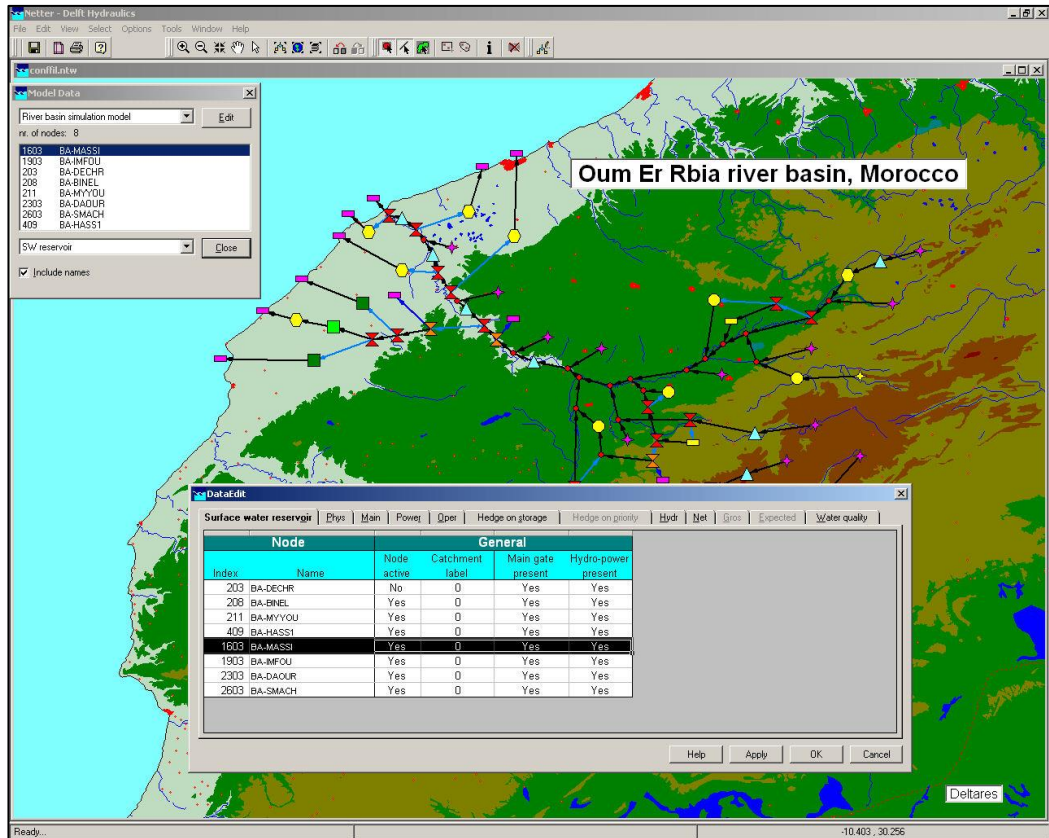 Netter - Delft Hydraulics
File Edit View Select Options Tools Window Help
conffil.ntw
Model Data
River basin simulation model
Edit
nr. of nodes: 8
1603 BA-MASSI
1903 BA-IMFOU
203 BA-DECHR
208 BA-BINEL
211 BA-MYYOU
2303 BA-DAOUR
2603 BA-SMACH
409 BA-HASS1
SW reservoir
Close
Include names
Oum Er Rbia river basin, Morocco
DataEdit
Surface water reservoir Phys Main Power Oper Hedge on storage Hedge on priority Hydr Net Gros Expected Water quality
Node General
Node Catchment Main gate Hydro-power
Index Name active label present present
203 BA-DECHR No 0 Yes Yes
208 BA-BINEL Yes 0 Yes Yes
211 BA-MYYOU Yes 0 Yes Yes
409 BA-HASS1 Yes 0 Yes Yes
1603 BA-MASSI Yes 0 Yes Yes
1903 BA-IMFOU Yes 0 Yes Yes
2303 BA-DAOUR Yes 0 Yes Yes
2603 BA-SMACH Yes 0 Yes Yes
Help Apply OK Cancel
Deltares
Ready... -10.403 , 30.256